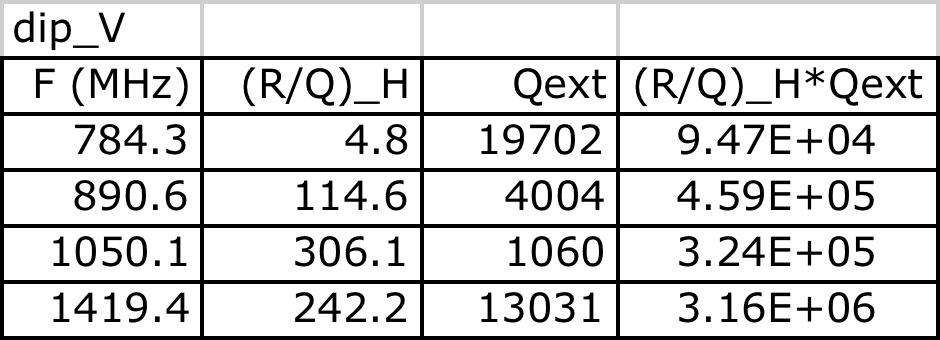 dip_V
F (MHz) (R/Q)_H Qext (R/Q)_H*Qext
784.3 4.8 19702 9.47E+04
890.6 114.6 4004 4.59E+05
1050.1 306.1 1060 3.24E+05
1419.4 242.2 13031 3.16E+06